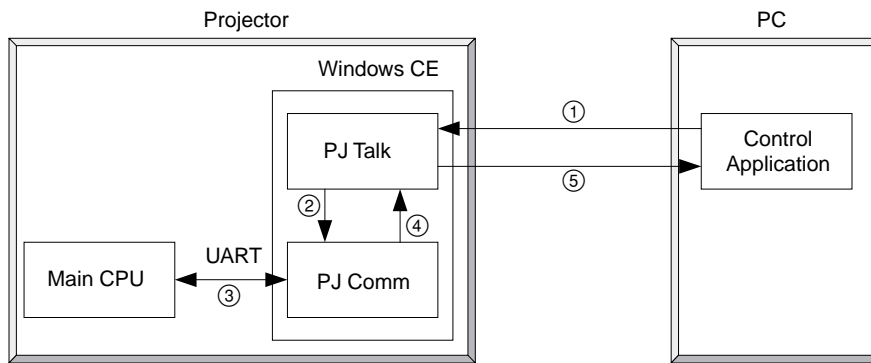 Projector
PC
Windows CE
①
PJ Talk
Control
Application
⑤
②
④
UART
Main CPU
PJ Comm
③